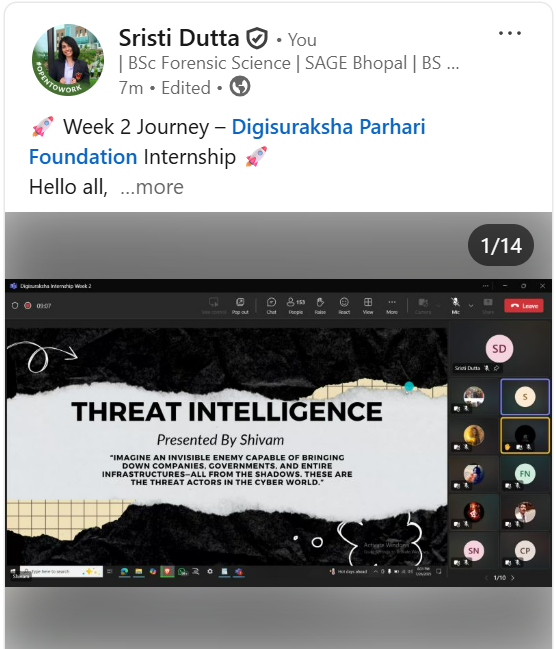 Sristi Dutta • You
| BSc Forensic Science | SAGE Bhopal | BS ...
7m • Edited •
#OPENTOWORK
🚀 Week 2 Journey – Digisuraksha Parhari
Foundation Internship 🚀
Hello all, ...more
1/14
Digisuraksha Internship Week 2
09:07
Pop out
Chat
153
People
Raise
React
View
More
Camera
Mic
Share
Leave
THREAT INTELLIGENCE
Presented By Shivam
"IMAGINE AN INVISIBLE ENEMY CAPABLE OF BRINGING
DOWN COMPANIES, GOVERNMENTS, AND ENTIRE
INFRASTRUCTURES—ALL FROM THE SHADOWS. THESE ARE
THE THREAT ACTORS IN THE CYBER WORLD."
SD
Sristi Dutta
S
FN
SN
CP
Activate Windows
Type here to search
Hot days ahead
Shivam
1/10